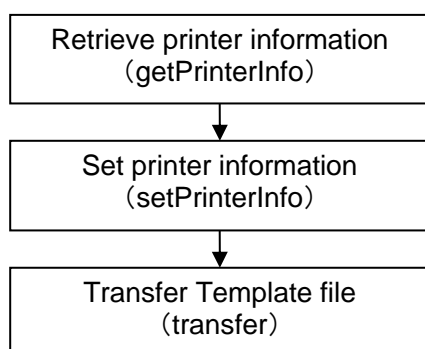 Retrieve printer information
（getPrinterInfo）
Set printer information
（setPrinterInfo）
Transfer Template file
（transfer）